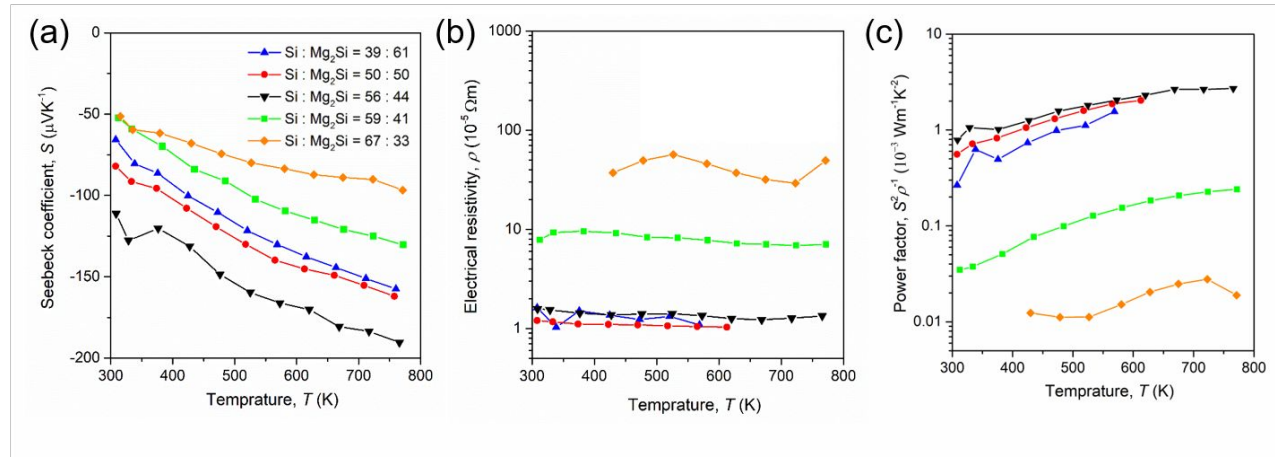 (a)
0
-50
-100
-150
-200
Seebeck coefficient, S (μVK⁻¹)
Si : Mg₂Si = 39 : 61
Si : Mg₂Si = 50 : 50
Si : Mg₂Si = 56 : 44
Si : Mg₂Si = 59 : 41
Si : Mg₂Si = 67 : 33
300 400 500 600 700 800
Temprature, T (K)
(b)
1000
100
10
1
Electrical resistivity, ρ (10⁻⁵ Ωm)
300 400 500 600 700 800
Temprature, T (K)
(c)
10
1
0.1
0.01
Power factor, S²ρ⁻¹ (10⁻³ Wm⁻¹K⁻²)
300 400 500 600 700 800
Temprature, T (K)